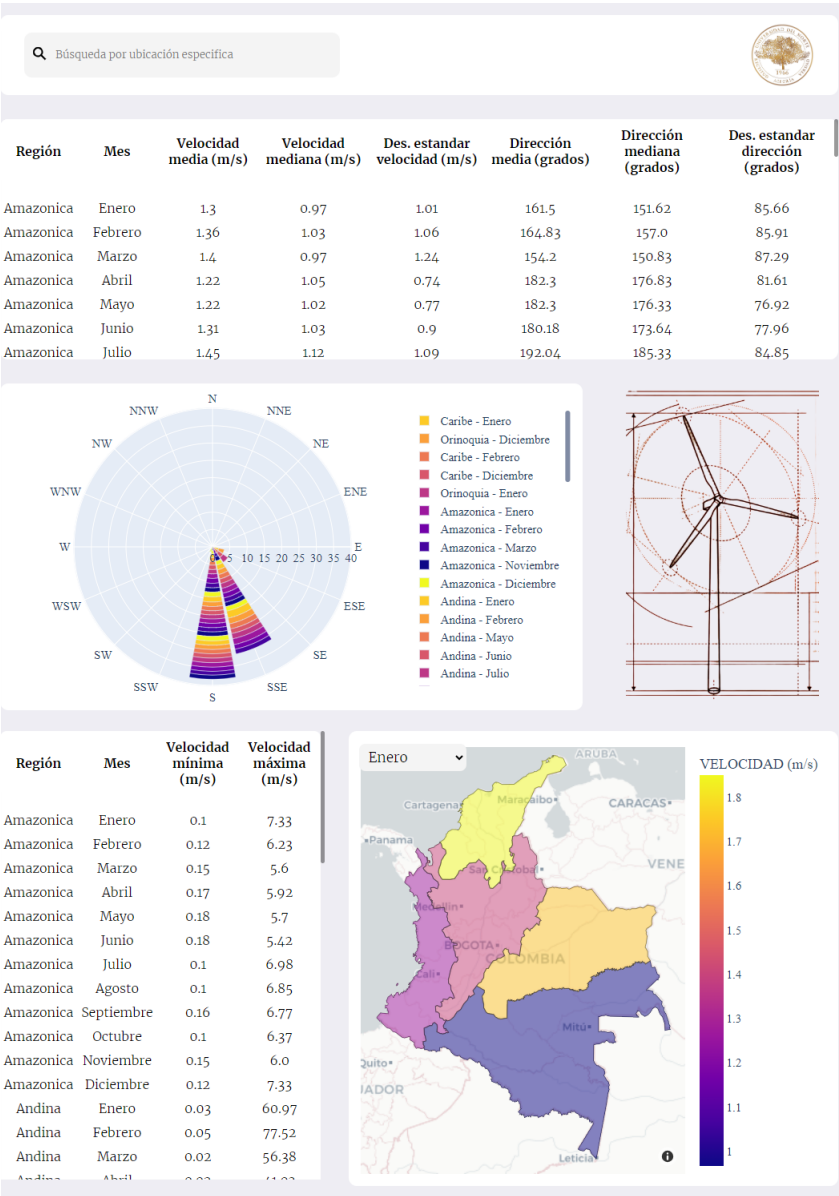 Búsqueda por ubicación especifica
1966
Región Mes Velocidad media (m/s) Velocidad mediana (m/s) Des. estandar velocidad (m/s) Dirección media (grados) Dirección mediana (grados) Des. estandar dirección (grados)
Amazonica Enero 1.3 0.97 1.01 161.5 151.62 85.66
Amazonica Febrero 1.36 1.03 1.06 164.83 157.0 85.91
Amazonica Marzo 1.4 0.97 1.24 154.2 150.83 87.29
Amazonica Abril 1.22 1.05 0.74 182.3 176.83 81.61
Amazonica Mayo 1.22 1.02 0.77 182.3 176.33 76.92
Amazonica Junio 1.31 1.03 0.9 180.18 173.64 77.96
Amazonica Julio 1.45 1.12 1.09 192.04 185.33 84.85
N
NNE
NE
ENE
E
ESE
SE
SSE
S
SSW
SW
WSW
W
WNW
NW
NNW
0 5 10 15 20 25 30 35 40
Caribe - Enero
Orinoquia - Diciembre
Caribe - Febrero
Caribe - Diciembre
Orinoquia - Enero
Amazonica - Enero
Amazonica - Febrero
Amazonica - Marzo
Amazonica - Noviembre
Amazonica - Diciembre
Andina - Enero
Andina - Febrero
Andina - Mayo
Andina - Junio
Andina - Julio
Región Mes Velocidad mínima (m/s) Velocidad máxima (m/s)
Amazonica Enero 0.1 7.33
Amazonica Febrero 0.12 6.23
Amazonica Marzo 0.15 5.6
Amazonica Abril 0.17 5.92
Amazonica Mayo 0.18 5.7
Amazonica Junio 0.18 5.42
Amazonica Julio 0.1 6.98
Amazonica Agosto 0.1 6.85
Amazonica Septiembre 0.16 6.77
Amazonica Octubre 0.1 6.37
Amazonica Noviembre 0.15 6.0
Amazonica Diciembre 0.12 7.33
Andina Enero 0.03 60.97
Andina Febrero 0.05 77.52
Andina Marzo 0.02 56.38
Andina Abril
Enero
ARUBA
Cartagena
Maracaibo
CARACAS
Panama
San Cristobal
VENE
Medellin
BOGOTA
COLOMBIA
Cali
Mitú
Quito
ADOR
Leticia
VELOCIDAD (m/s)
1.8
1.7
1.6
1.5
1.4
1.3
1.2
1.1
1